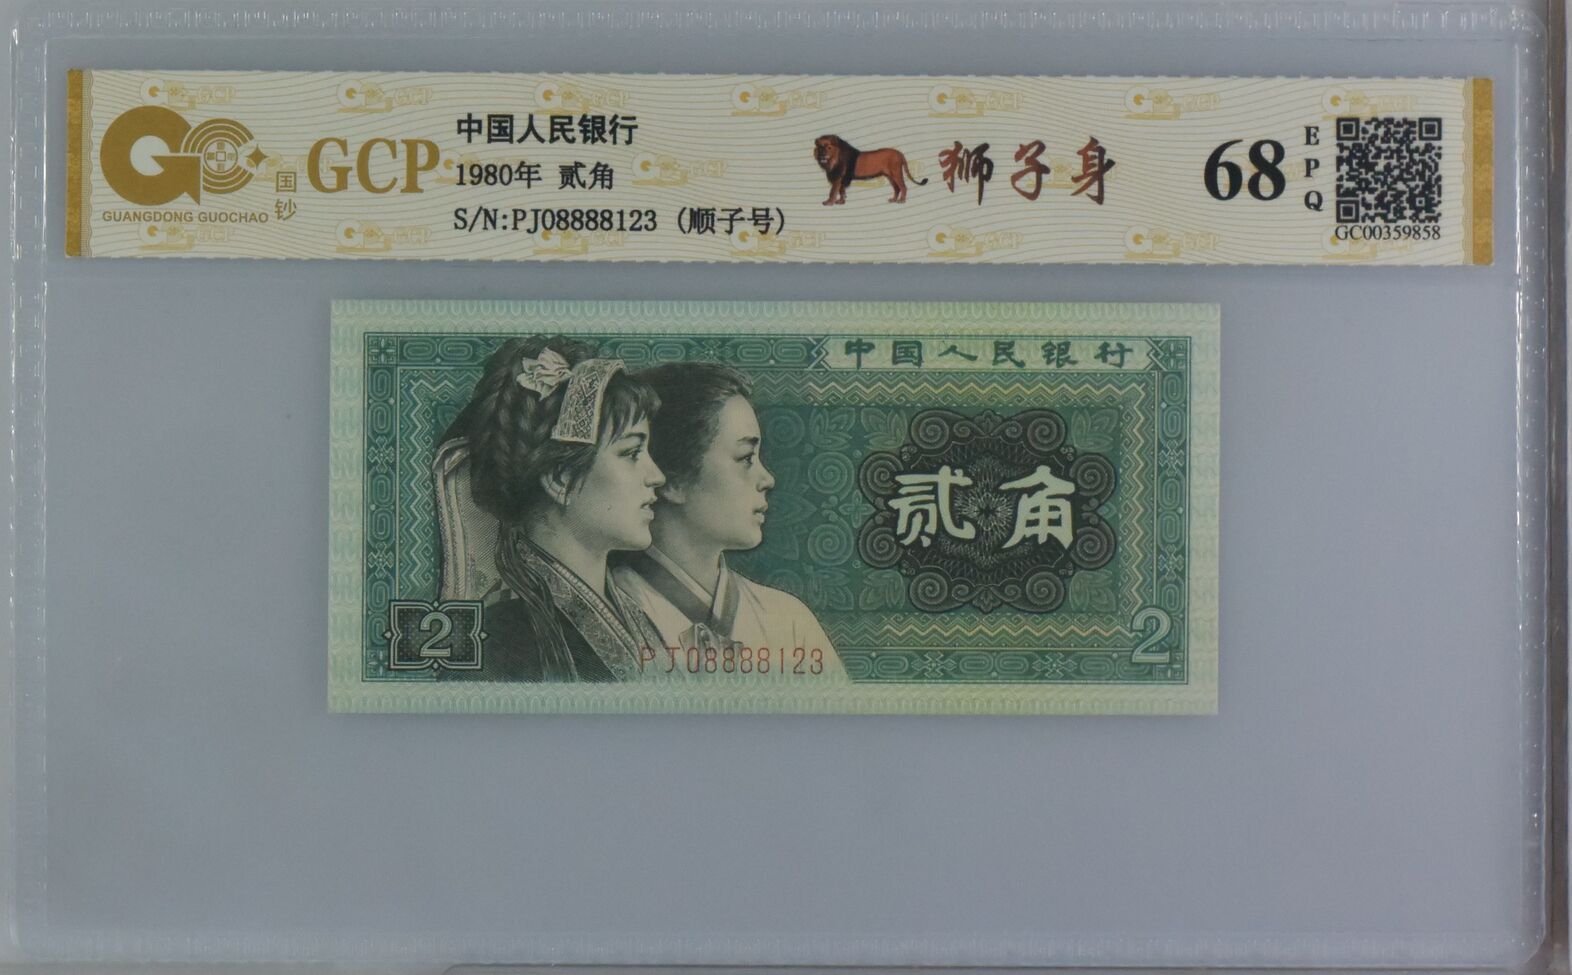 国钞
GUANGDONG GUOCHAO
GCP
中国人民银行
1980年 贰角
S/N:PJ08888123 (顺子号)
狮子身
68
EPQ
GC00359858
中国人民银行
贰角
2
2
PJ08888123